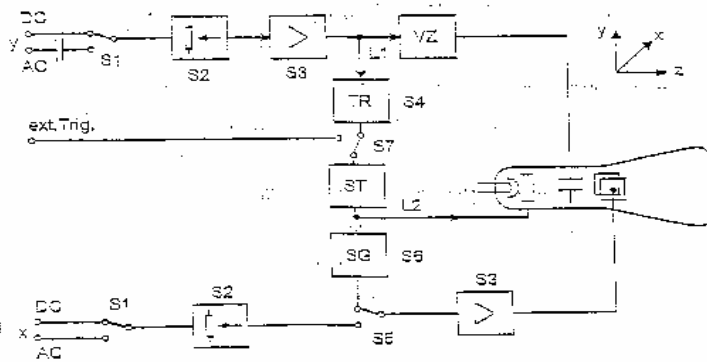 DC
y
AC
S1
S2
S3
L1
VZ
y
x
z
TR
S4
ext.Trig.
S7
ST
L2
SG
S6
S3
DC
S1
S2
x
AC